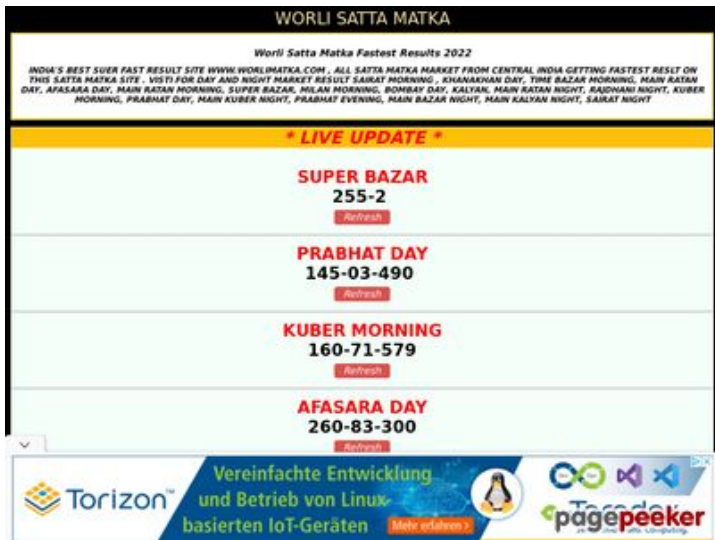 WORLI SATTA MATKA
Worli Satta Matka Fastest Results 2022
INDIA'S BEST SUER FAST RESULT SITE WWW.WORLIMATKA.COM , ALL SATTA MATKA MARKET FROM CENTRAL INDIA GETTING FASTEST RESLT ON
THIS SATTA MATKA SITE . VISTI FOR DAY AND NIGHT MARKET RESULT SAIRAT MORNING , KHANAKHAN DAY, TIME BAZAR MORNING, MAIN RATAN
DAY, AFASARA DAY, MAIN RATAN MORNING, SUPER BAZAR, MILAN MORNING, BOMBAY DAY, KALYAN, MAIN RATAN NIGHT, RAJDHANI NIGHT, KUBER
MORNING, PRABHAT DAY, MAIN KUBER NIGHT, PRABHAT EVENING, MAIN BAZAR NIGHT, MAIN KALYAN NIGHT, SAIRAT NIGHT
* LIVE UPDATE *
SUPER BAZAR
255-2
Refresh
PRABHAT DAY
145-03-490
Refresh
KUBER MORNING
160-71-579
Refresh
AFASARA DAY
260-83-300
Refresh
Torizon™
Vereinfachte Entwicklung
und Betrieb von Linux-
basierten IoT-Geräten
Mehr erfahren >
pagepeeker